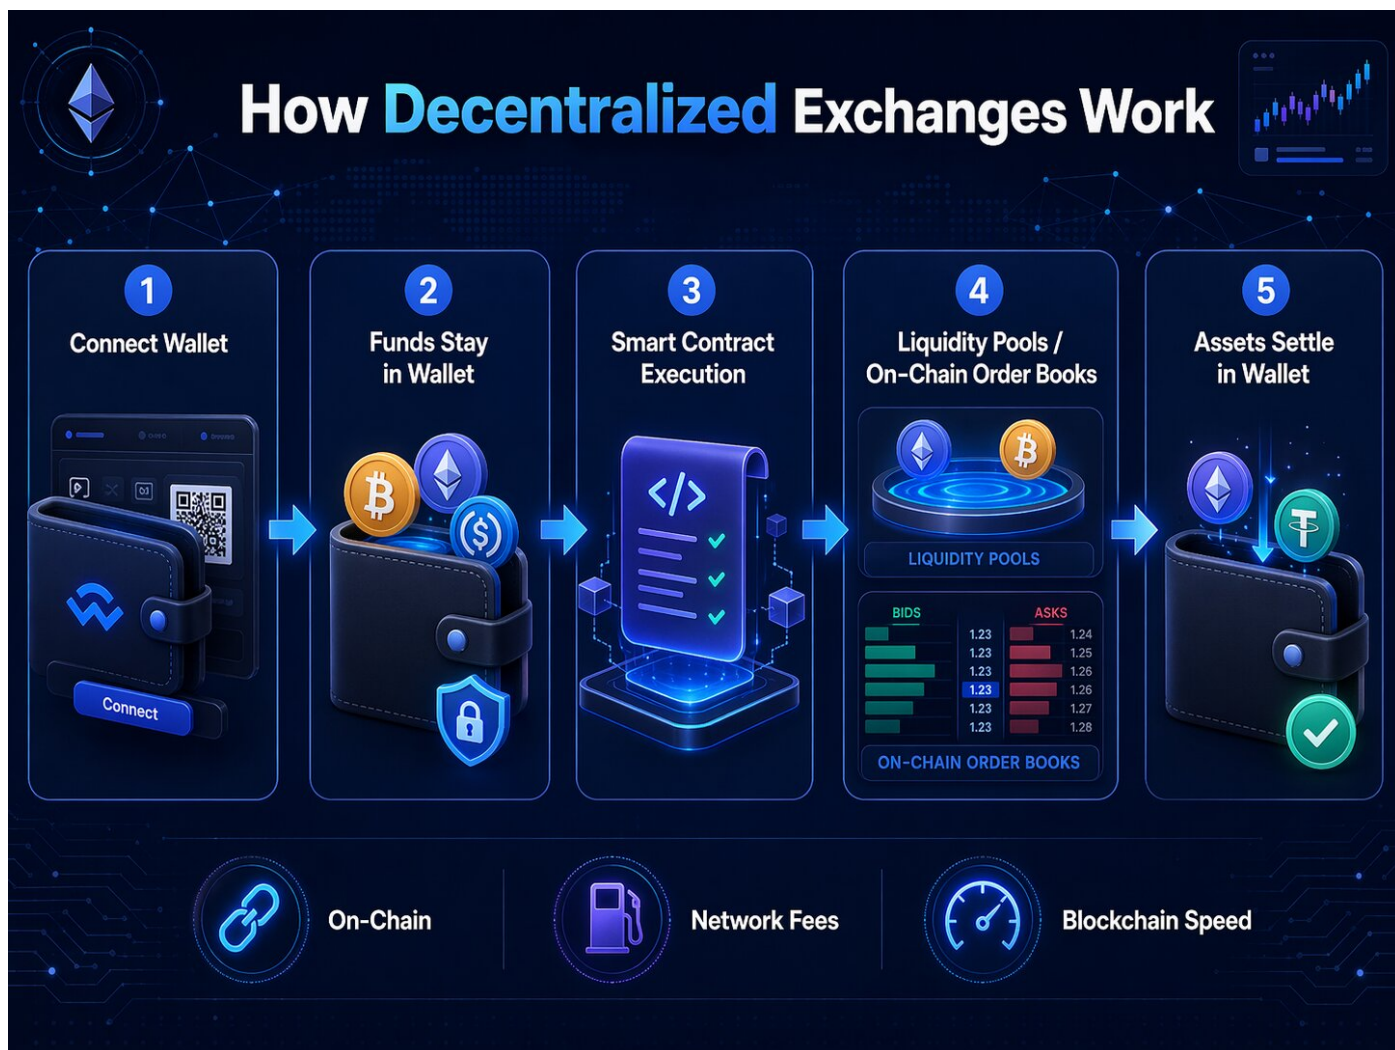 How Decentralized Exchanges Work
1
Connect Wallet
Connect
2
Funds Stay
in Wallet
3
Smart Contract
Execution
</>
4
Liquidity Pools /
On-Chain Order Books
LIQUIDITY POOLS
BIDS ASKS
1.23 1.24
1.23 1.25
1.23 1.26
1.23 1.26
1.23 1.27
1.23 1.28
ON-CHAIN ORDER BOOKS
5
Assets Settle
in Wallet
On-Chain
Network Fees
Blockchain Speed